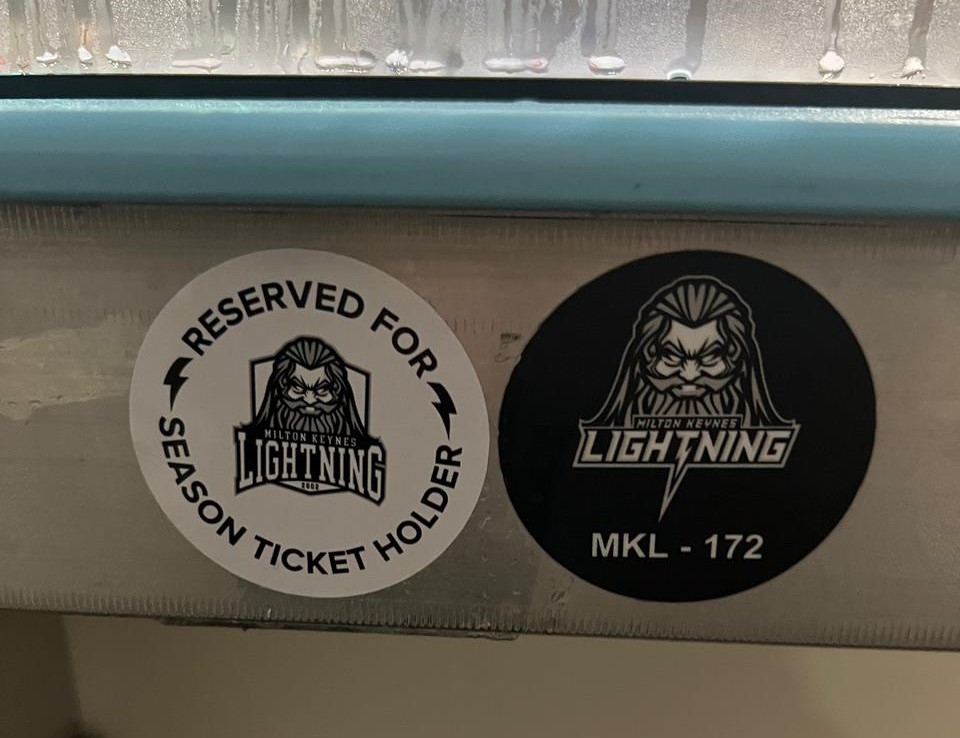 RESERVED FOR
MILTON KEYNES
LIGHTNING
2002
SEASON TICKET HOLDER
MILTON KEYNES
LIGHTNING
MKL - 172